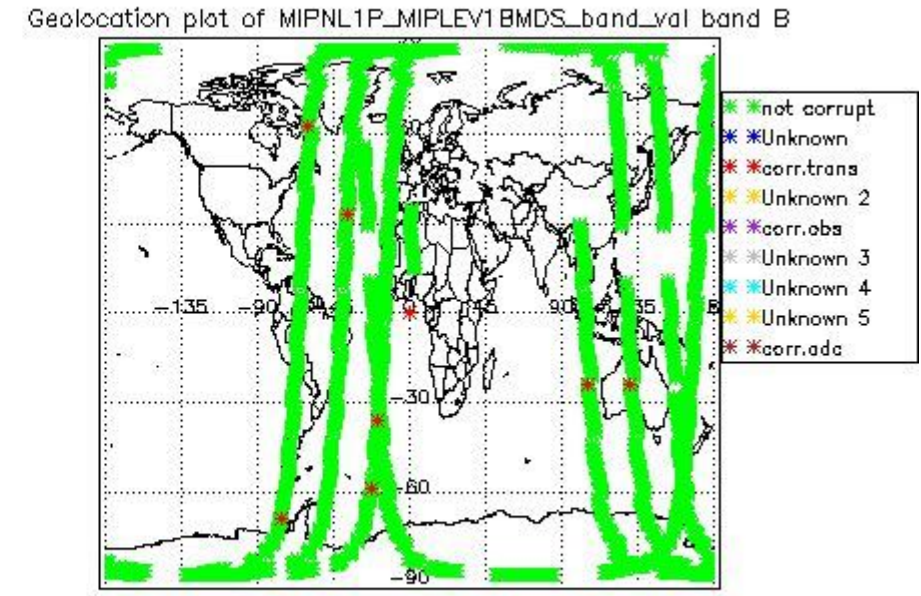 Geolocation plot of MIPNL1P_MIPLEV1BMDS_band_val band B
not corrupt
Unknown
corr.trans
Unknown 2
corr.obs
Unknown 3
Unknown 4
Unknown 5
corr.adc
-135 -90 45 90 135
-30
-60
-90